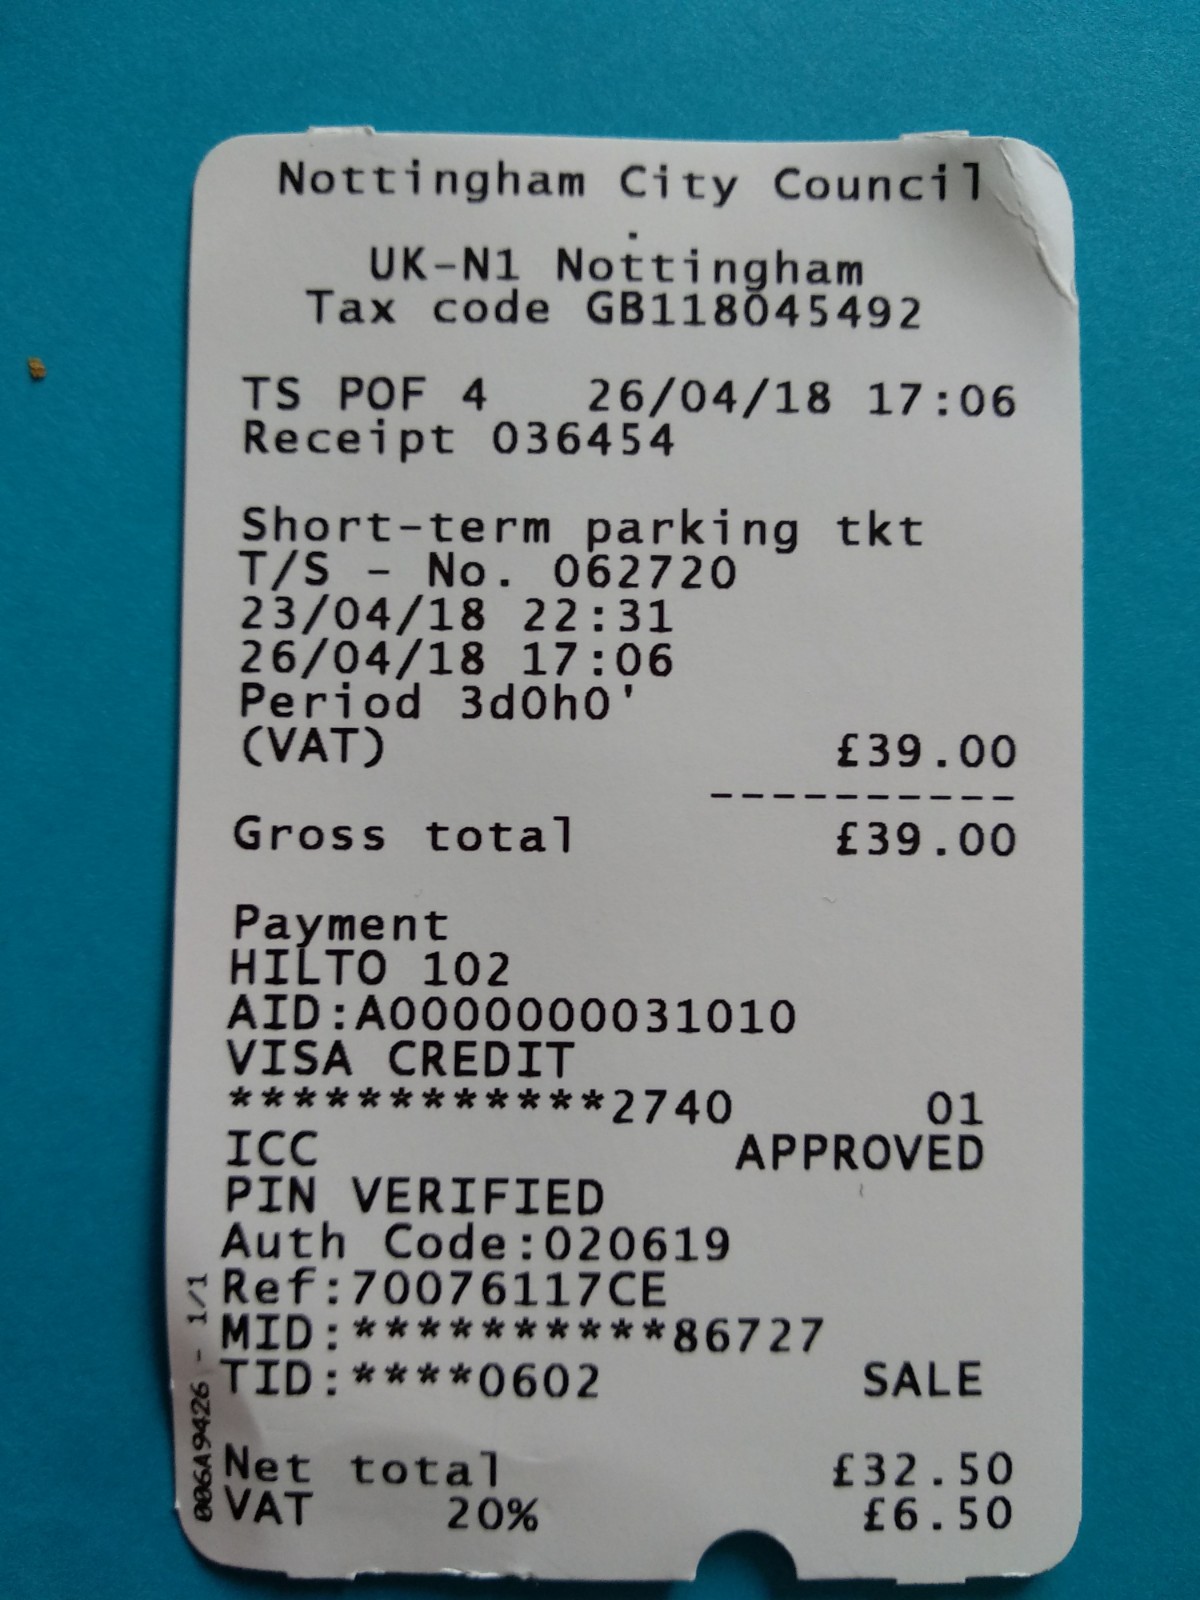 Nottingham City Council
.
UK-N1 Nottingham
Tax code GB118045492
TS POF 4 26/04/18 17:06
Receipt 036454
Short-term parking tkt
T/S - No. 062720
23/04/18 22:31
26/04/18 17:06
Period 3d0h0'
(VAT) £39.00
----------
Gross total £39.00
Payment
HILTO 102
AID:A0000000031010
VISA CREDIT
************2740 01
ICC APPROVED
PIN VERIFIED
Auth Code:020619
Ref:70076117CE
MID:**********86727
TID:****0602 SALE
Net total £32.50
VAT 20% £6.50
006A9426 - 1/1